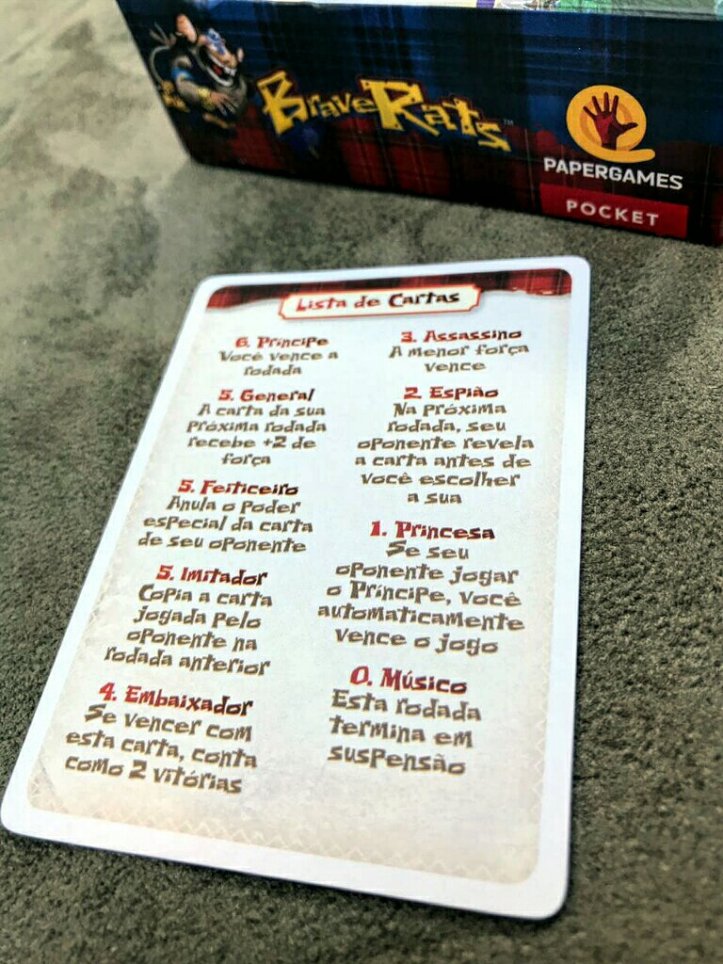 BraveRats™
PAPERGAMES
POCKET
Lista de Cartas
6. Príncipe
Você vence a
rodada
5. General
A carta da sua
próxima rodada
recebe +2 de
força
5. Feiticeiro
Anula o poder
especial da carta
de seu oponente
5. Imitador
Copia a carta
jogada pelo
oponente na
rodada anterior
4. Embaixador
Se vencer com
esta carta, conta
como 2 vitórias
3. Assassino
A menor força
vence
2. Espião
Na próxima
rodada, seu
oponente revela
a carta antes de
você escolher
a sua
1. Princesa
Se seu
oponente jogar
o Príncipe, você
automaticamente
vence o jogo
0. Músico
Esta rodada
termina em
suspensão